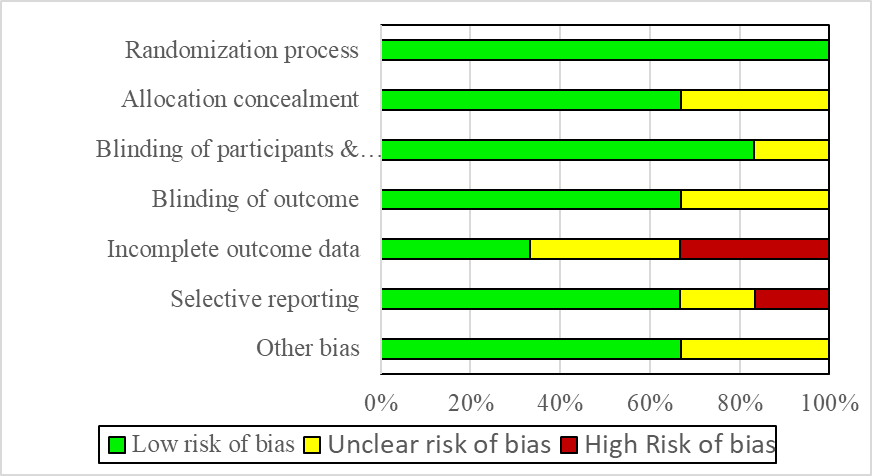 Randomization process
Allocation concealment
Blinding of participants &…
Blinding of outcome
Incomplete outcome data
Selective reporting
Other bias
0% 20% 40% 60% 80% 100%
Low risk of bias Unclear risk of bias High Risk of bias